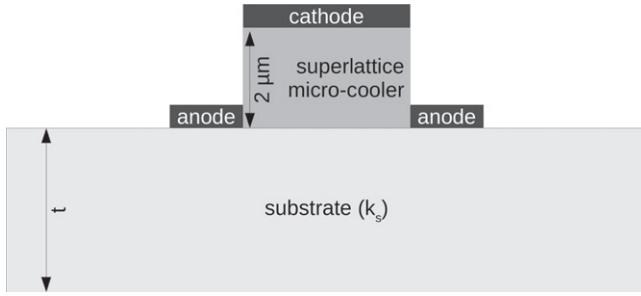 cathode
superlattice
micro-cooler
2 µm
anode
anode
t
substrate (kₛ)